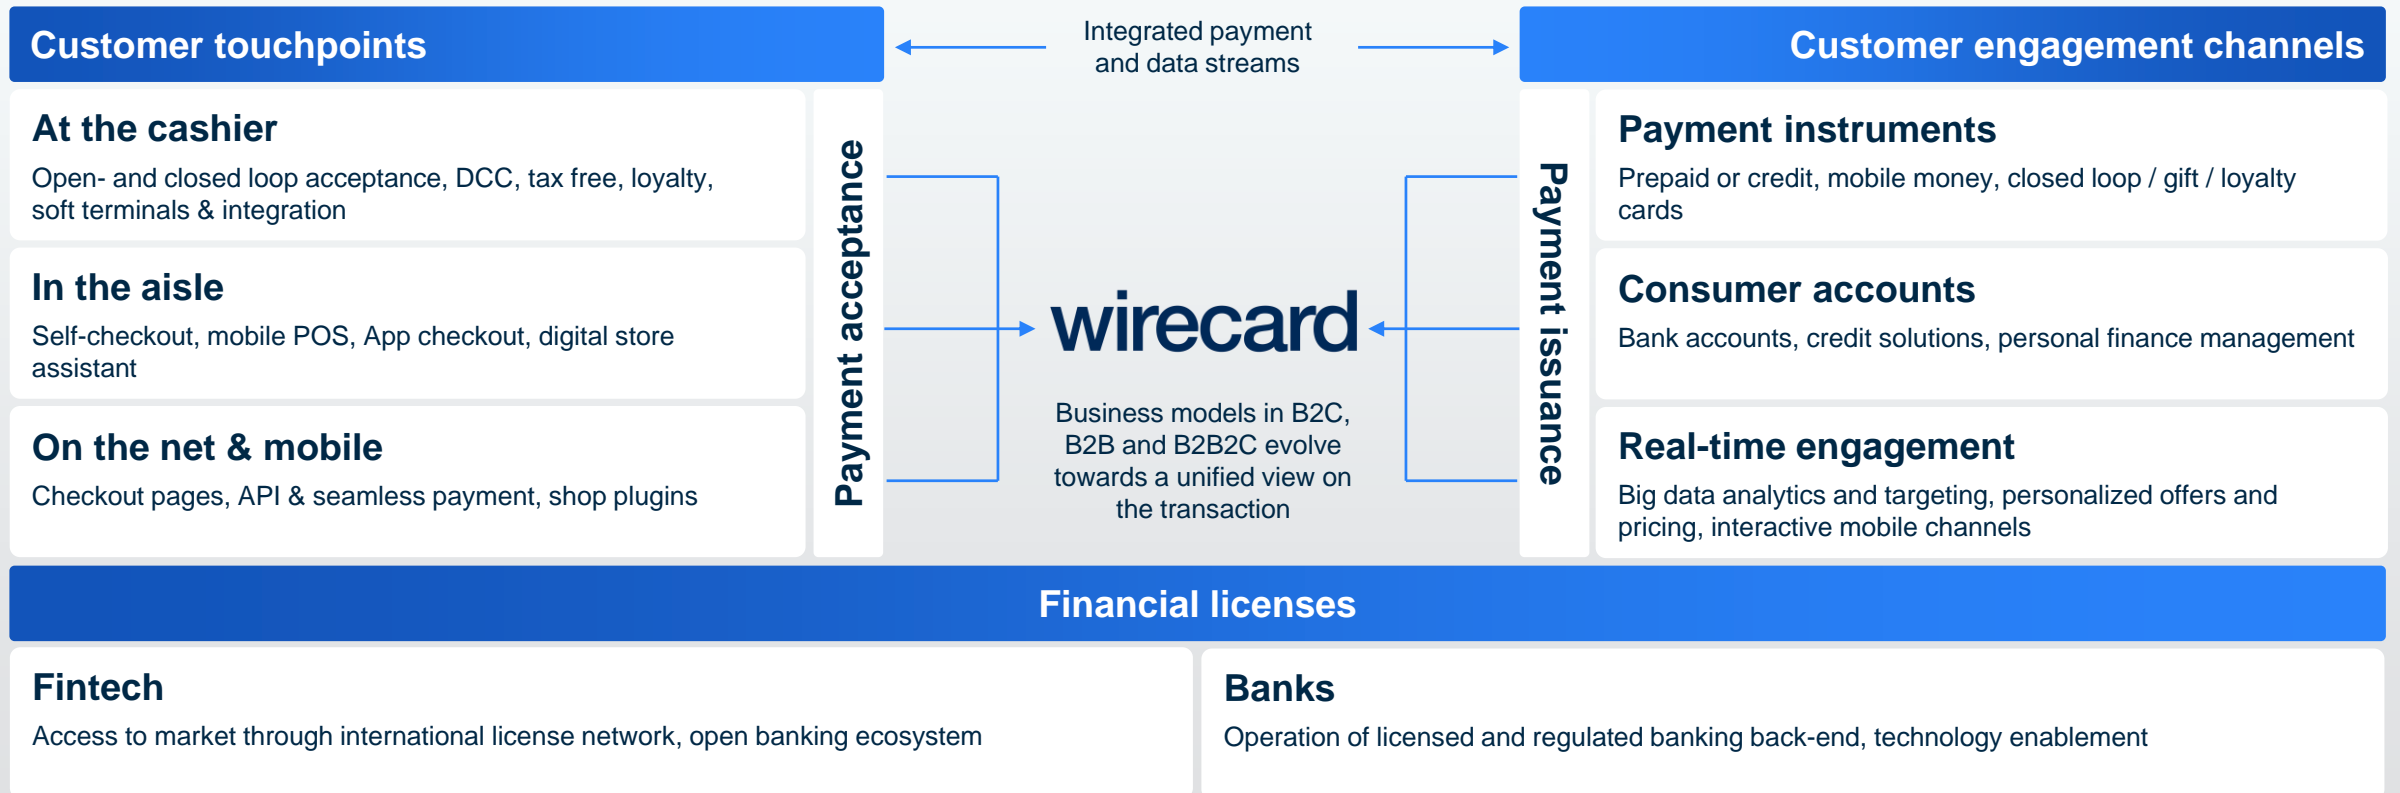 Customer touchpoints
Integrated payment
and data streams
Customer engagement channels
At the cashier
Open- and closed loop acceptance, DCC, tax free, loyalty,
soft terminals & integration
In the aisle
Self-checkout, mobile POS, App checkout, digital store
assistant
On the net & mobile
Checkout pages, API & seamless payment, shop plugins
Payment acceptance
wirecard
Business models in B2C,
B2B and B2B2C evolve
towards a unified view on
the transaction
Payment issuance
Payment instruments
Prepaid or credit, mobile money, closed loop / gift / loyalty
cards
Consumer accounts
Bank accounts, credit solutions, personal finance management
Real-time engagement
Big data analytics and targeting, personalized offers and
pricing, interactive mobile channels
Financial licenses
Fintech
Access to market through international license network, open banking ecosystem
Banks
Operation of licensed and regulated banking back-end, technology enablement